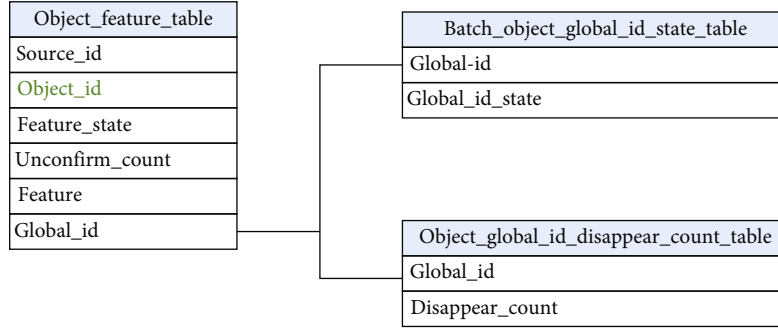 Object_feature_table
Source_id
Object_id
Feature_state
Unconfirm_count
Feature
Global_id
Batch_object_global_id_state_table
Global-id
Global_id_state
Object_global_id_disappear_count_table
Global_id
Disappear_count